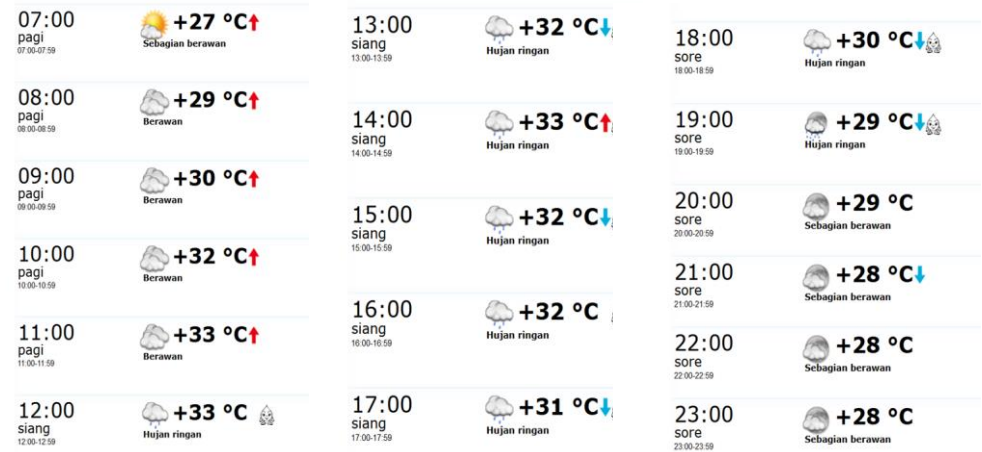 07:00
+27 °C
pagi
Sebagian berawan
07:00-07:59
08:00
+29 °C
pagi
Berawan
08:00-08:59
09:00
+30 °C
pagi
Berawan
09:00-09:59
10:00
+32 °C
pagi
Berawan
10:00-10:59
11:00
+33 °C
pagi
Berawan
11:00-11:59
12:00
+33 °C
siang
Hujan ringan
12:00-12:59
13:00
+32 °C
siang
Hujan ringan
13:00-13:59
14:00
+33 °C
siang
Hujan ringan
14:00-14:59
15:00
+32 °C
siang
Hujan ringan
15:00-15:59
16:00
+32 °C
siang
Hujan ringan
16:00-16:59
17:00
+31 °C
siang
Hujan ringan
17:00-17:59
18:00
+30 °C
sore
Hujan ringan
18:00-18:59
19:00
+29 °C
sore
Hujan ringan
19:00-19:59
20:00
+29 °C
sore
Sebagian berawan
20:00-20:59
21:00
+28 °C
sore
Sebagian berawan
21:00-21:59
22:00
+28 °C
sore
Sebagian berawan
22:00-22:59
23:00
+28 °C
sore
Sebagian berawan
23:00-23:59